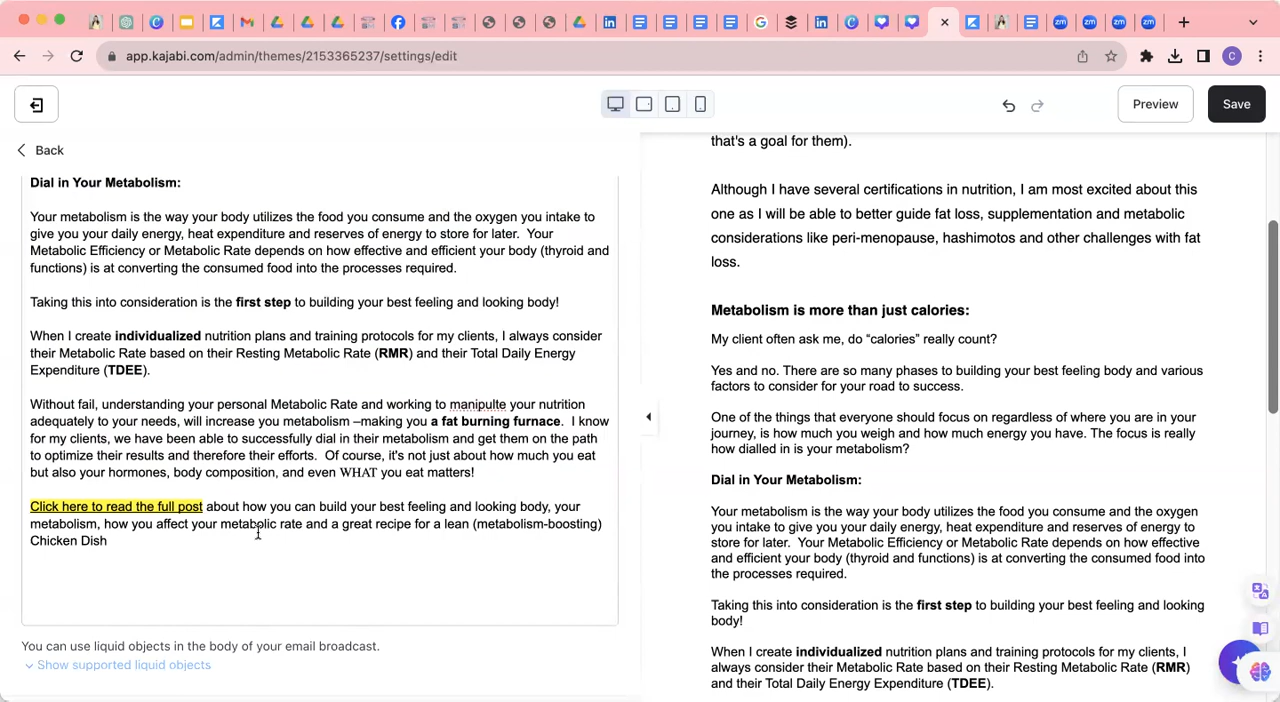 app.kajabi.com/admin/themes/2153365237/settings/edit
C
Preview
Save
Back
Dial in Your Metabolism:
Your metabolism is the way your body utilizes the food you consume and the oxygen you intake to
give you your daily energy, heat expenditure and reserves of energy to store for later. Your
Metabolic Efficiency or Metabolic Rate depends on how effective and efficient your body (thyroid and
functions) is at converting the consumed food into the processes required.
Taking this into consideration is the first step to building your best feeling and looking body!
When I create individualized nutrition plans and training protocols for my clients, I always consider
their Metabolic Rate based on their Resting Metabolic Rate (RMR) and their Total Daily Energy
Expenditure (TDEE).
Without fail, understanding your personal Metabolic Rate and working to manipulte your nutrition
adequately to your needs, will increase you metabolism –making you a fat burning furnace. I know
for my clients, we have been able to successfully dial in their metabolism and get them on the path
to optimize their results and therefore their efforts. Of course, it's not just about how much you eat
but also your hormones, body composition, and even WHAT you eat matters!
Click here to read the full post about how you can build your best feeling and looking body, your
metabolism, how you affect your metabolic rate and a great recipe for a lean (metabolism-boosting)
Chicken Dish
You can use liquid objects in the body of your email broadcast.
Show supported liquid objects
that's a goal for them).
Although I have several certifications in nutrition, I am most excited about this
one as I will be able to better guide fat loss, supplementation and metabolic
considerations like peri-menopause, hashimotos and other challenges with fat
loss.
Metabolism is more than just calories:
My client often ask me, do “calories” really count?
Yes and no. There are so many phases to building your best feeling body and various
factors to consider for your road to success.
One of the things that everyone should focus on regardless of where you are in your
journey, is how much you weigh and how much energy you have. The focus is really
how dialled in is your metabolism?
Dial in Your Metabolism:
Your metabolism is the way your body utilizes the food you consume and the oxygen
you intake to give you your daily energy, heat expenditure and reserves of energy to
store for later. Your Metabolic Efficiency or Metabolic Rate depends on how effective
and efficient your body (thyroid and functions) is at converting the consumed food into
the processes required.
Taking this into consideration is the first step to building your best feeling and looking
body!
When I create individualized nutrition plans and training protocols for my clients, I
always consider their Metabolic Rate based on their Resting Metabolic Rate (RMR)
and their Total Daily Energy Expenditure (TDEE).